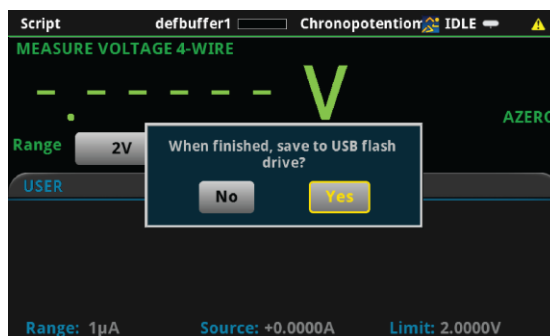 Script defbuffer1 Chronopotention IDLE
MEASURE VOLTAGE 4-WIRE
-.----- V
AZERO
Range 2V
When finished, save to USB flash
drive?
No Yes
USER
Range: 1µA Source: +0.0000A Limit: 2.0000V